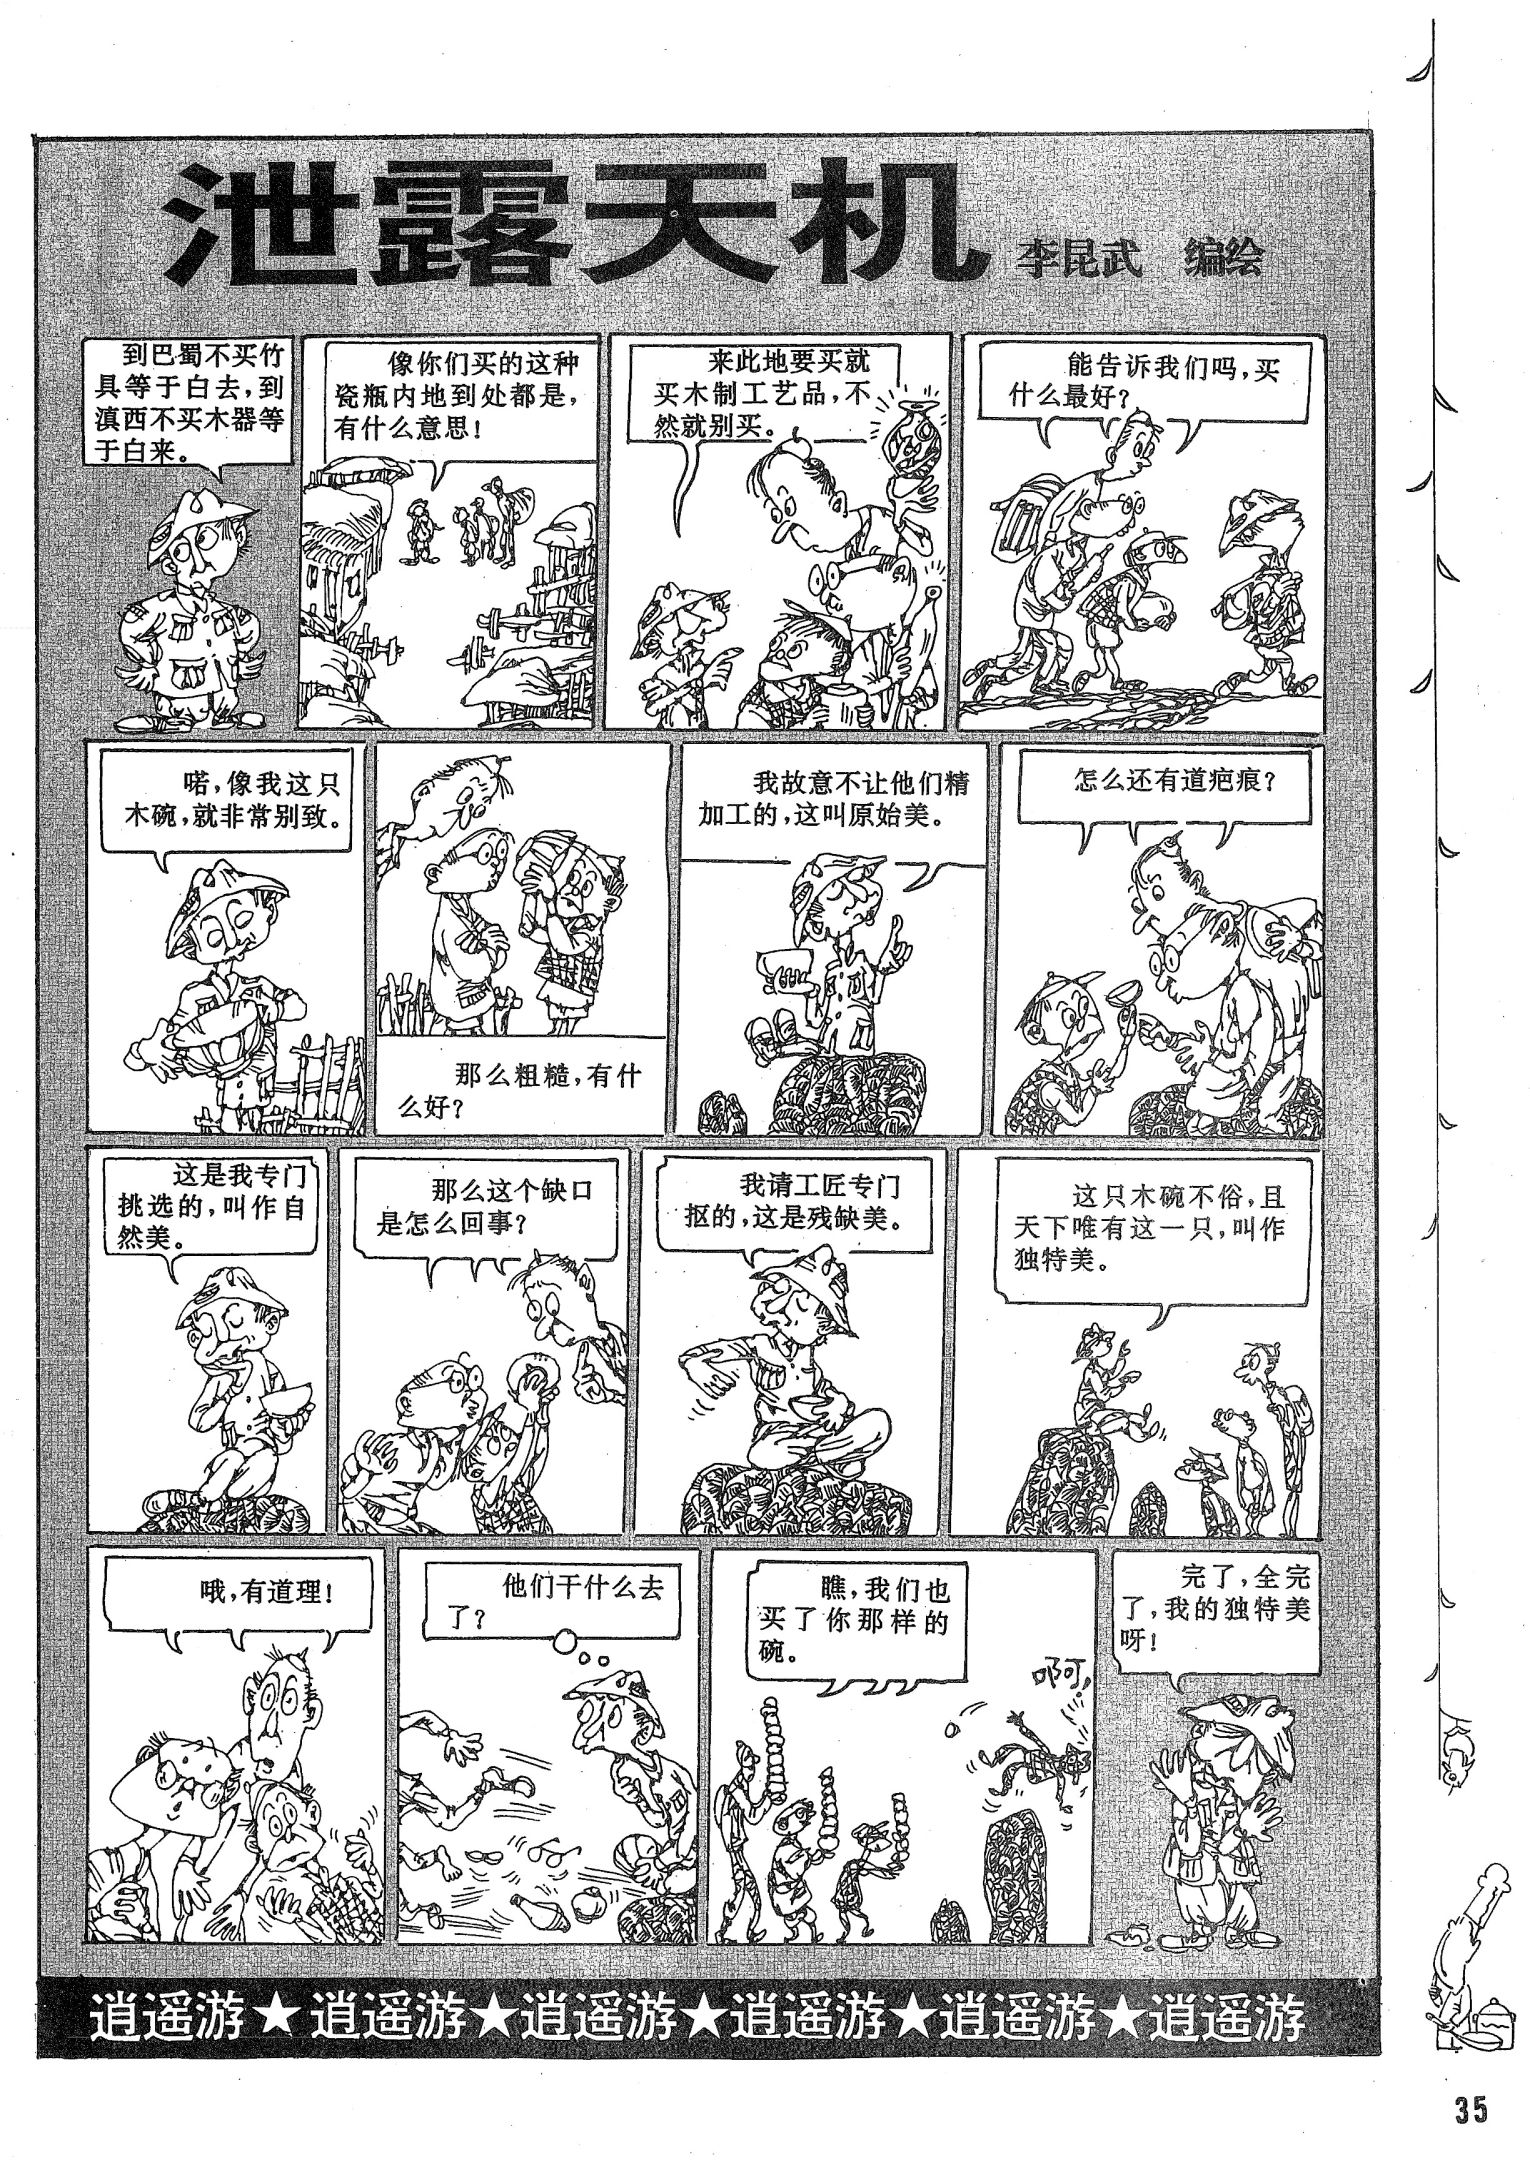 泄露天机
李昆武 编绘
到巴蜀不买竹
具等于白去,到
滇西不买木器等
于白来。
像你们买的这种
瓷瓶内地到处都是,
有什么意思!
来此地要买就
买木制工艺品,不
然就别买。
能告诉我们吗,买
什么最好?
喏,像我这只
木碗,就非常别致。
那么粗糙,有什
么好?
我故意不让他们精
加工的,这叫原始美。
怎么还有道疤痕?
这是我专门
挑选的,叫作自
然美。
那么这个缺口
是怎么回事?
我请工匠专门
抠的,这是残缺美。
这只木碗不俗,且
天下唯有这一只,叫作
独特美。
哦,有道理!
他们干什么去
了?
瞧,我们也
买了你那样的
碗。
啊,
完了,全完
了,我的独特美
呀!
逍遥游★逍遥游★逍遥游★逍遥游★逍遥游★逍遥游
35